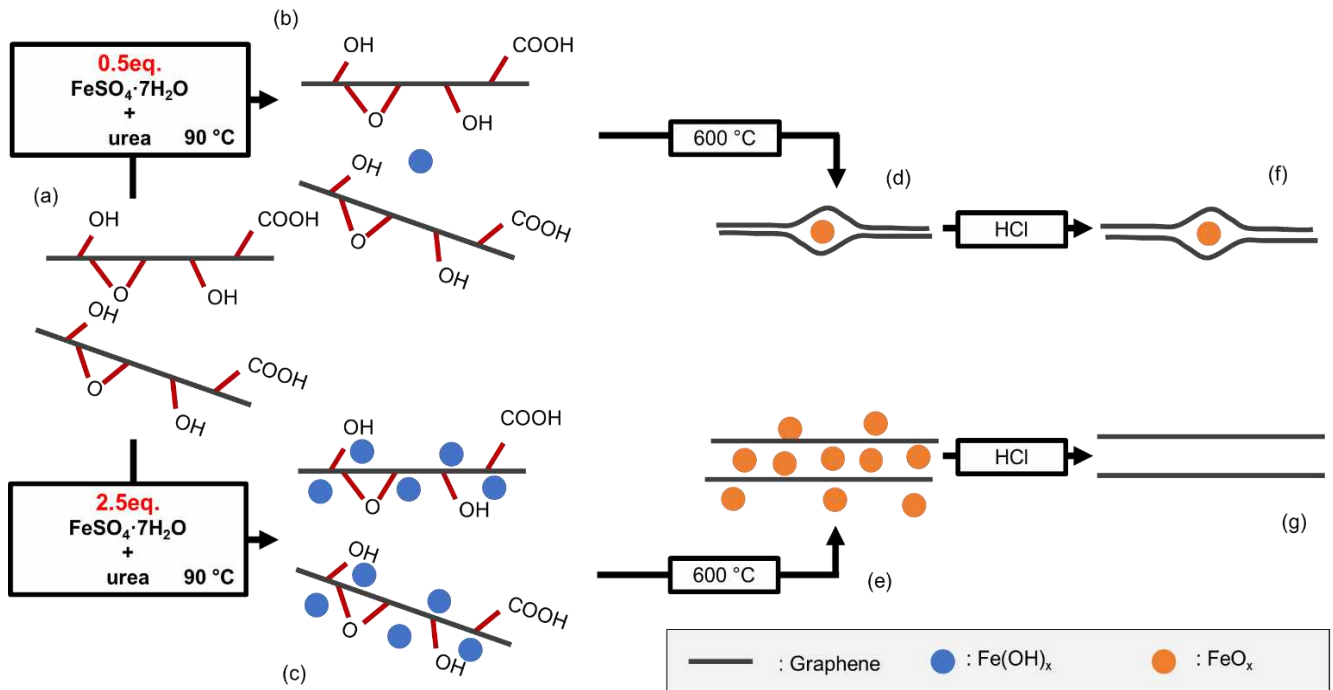 (b)
0.5eq.
FeSO₄·7H₂O
+
urea 90 °C
OH
COOH
O
OH
OH
COOH
O
OH
(a)
OH
COOH
O
OH
OH
COOH
O
OH
2.5eq.
FeSO₄·7H₂O
+
urea 90 °C
OH
COOH
O
OH
OH
COOH
O
OH
(c)
600 °C
(d)
HCl
(f)
HCl
(g)
600 °C
(e)
: Graphene
: Fe(OH)ₓ
: FeOₓ